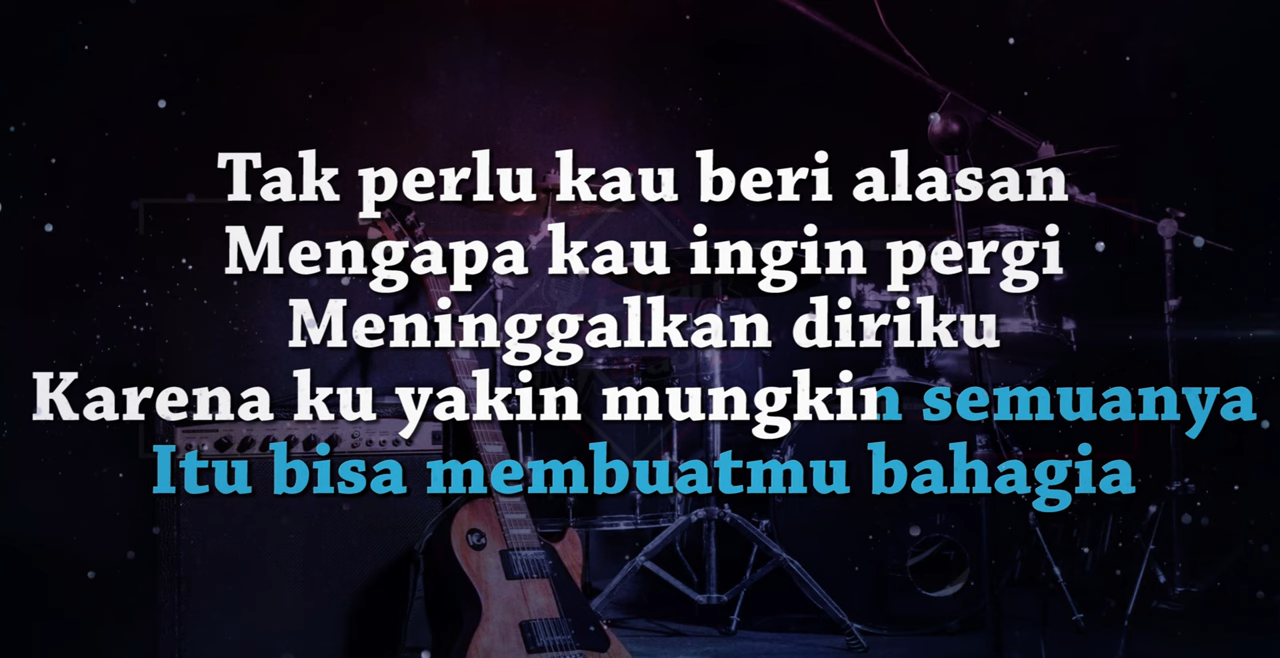 Tak perlu kau beri alasan
Mengapa kau ingin pergi
Meninggalkan diriku
Karena ku yakin mungkin semuanya
Itu bisa membuatmu bahagia